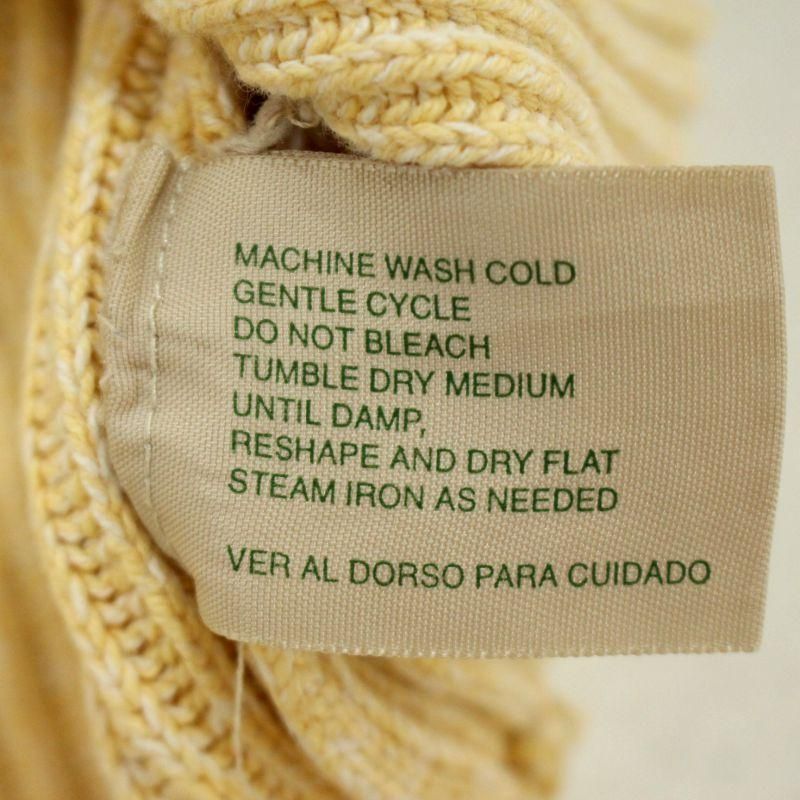 MACHINE WASH COLD
GENTLE CYCLE
DO NOT BLEACH
TUMBLE DRY MEDIUM
UNTIL DAMP,
RESHAPE AND DRY FLAT
STEAM IRON AS NEEDED
VER AL DORSO PARA CUIDADO